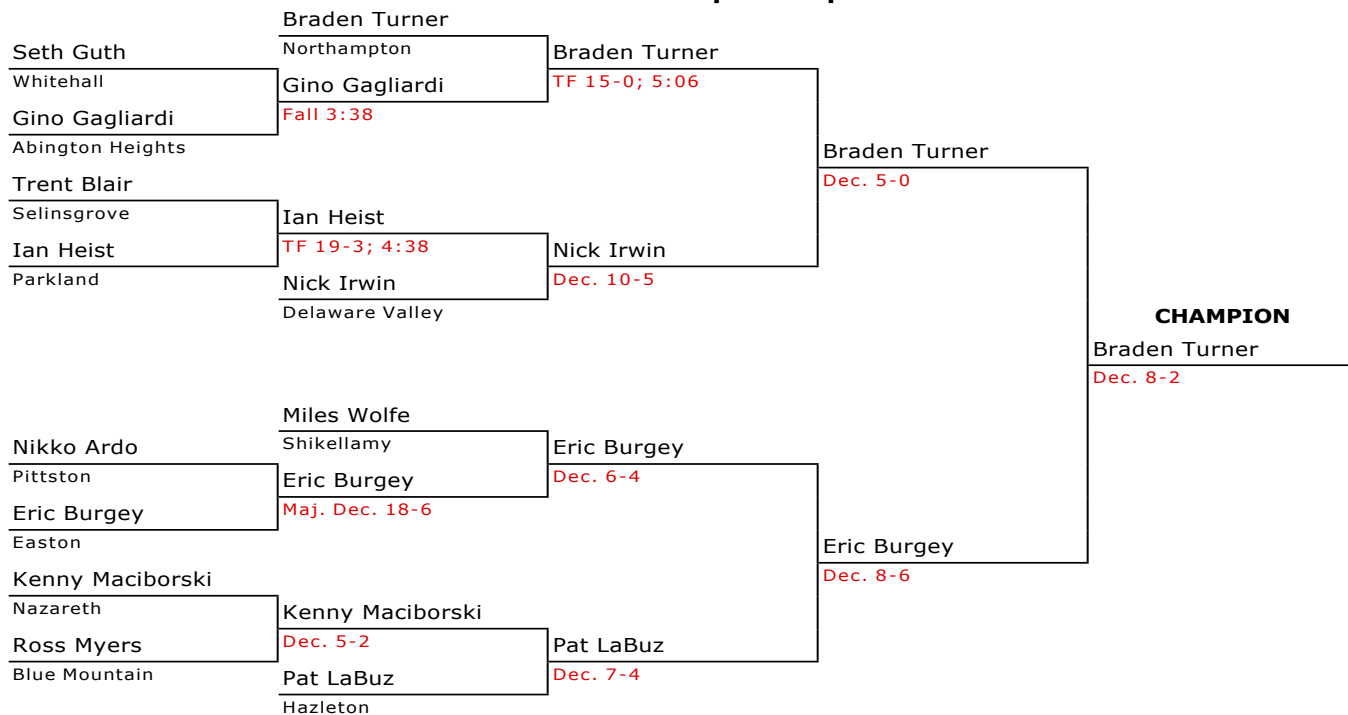 Braden Turner
Seth Guth
Northampton
Braden Turner
Whitehall
Gino Gagliardi
TF 15-0; 5:06
Gino Gagliardi
Fall 3:38
Abington Heights
Braden Turner
Trent Blair
Dec. 5-0
Selinsgrove
Ian Heist
Ian Heist
TF 19-3; 4:38
Nick Irwin
Parkland
Nick Irwin
Dec. 10-5
Delaware Valley
CHAMPION
Braden Turner
Dec. 8-2
Miles Wolfe
Nikko Ardo
Shikellamy
Eric Burgey
Pittston
Eric Burgey
Dec. 6-4
Eric Burgey
Maj. Dec. 18-6
Easton
Eric Burgey
Kenny Maciborski
Dec. 8-6
Nazareth
Kenny Maciborski
Ross Myers
Dec. 5-2
Pat LaBuz
Blue Mountain
Pat LaBuz
Dec. 7-4
Hazleton